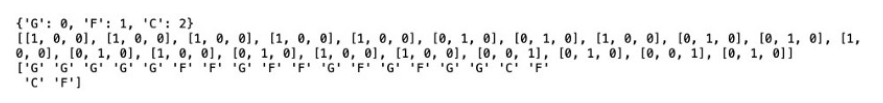 {'G': 0, 'F': 1, 'C': 2}
[[1, 0, 0], [1, 0, 0], [1, 0, 0], [1, 0, 0], [1, 0, 0], [0, 1, 0], [0, 1, 0], [1, 0, 0], [0, 1, 0], [0, 1, 0], [1,
0, 0], [0, 1, 0], [1, 0, 0], [0, 1, 0], [1, 0, 0], [1, 0, 0], [0, 0, 1], [0, 1, 0], [0, 0, 1], [0, 1, 0]]
['G' 'G' 'G' 'G' 'G' 'F' 'F' 'G' 'F' 'F' 'G' 'F' 'G' 'F' 'G' 'G' 'C' 'F'
'C' 'F']